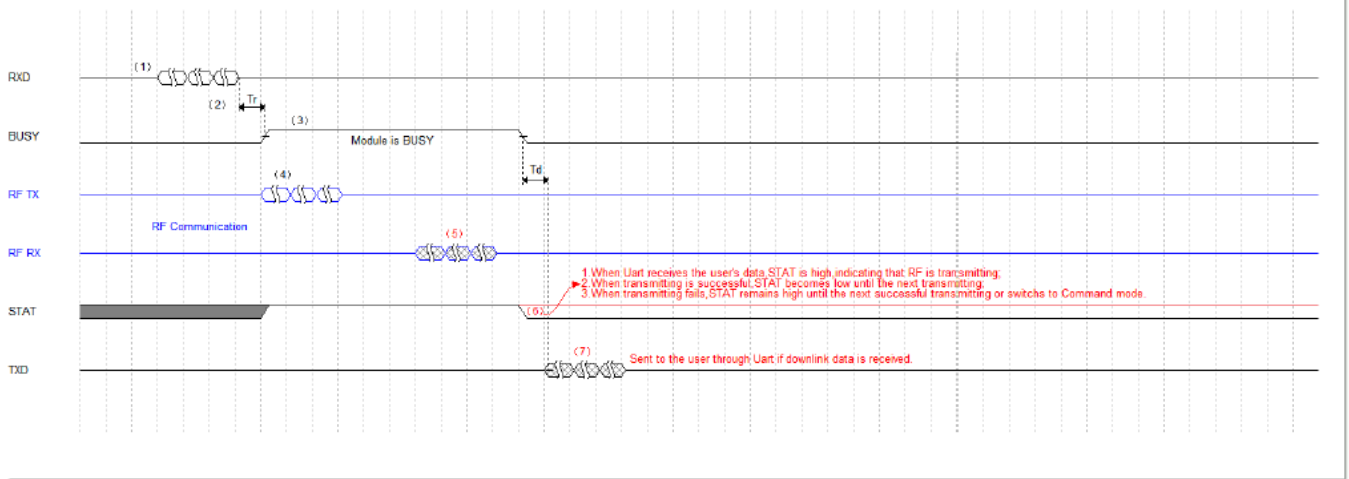 (1)
RXD
(2)
Tr
(3)
BUSY
Module is BUSY
Td
(4)
RF TX
RF Communication
(5)
RF RX
1.When Uart receives the user's data,STAT is high,indicating that RF is transmitting;
2.When transmitting is successful,STAT becomes low until the next transmitting;
3.When transmitting fails,STAT remains high until the next successful transmitting or switchs to Command mode.
STAT
(6)
(7)
Sent to the user through Uart if downlink data is received.
TXD